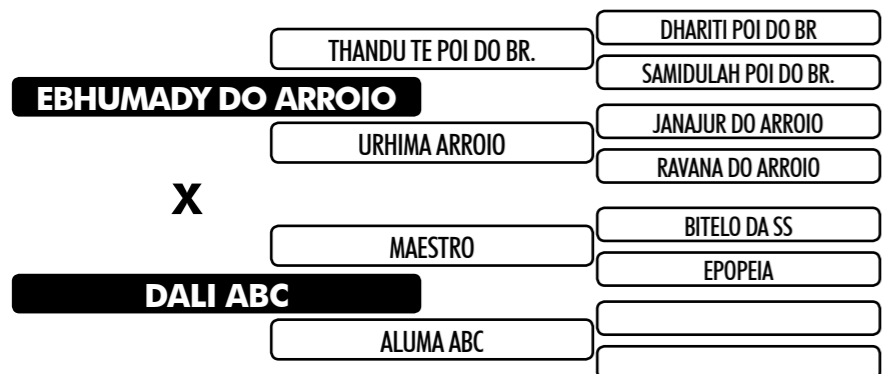 DHARITI POI DO BR
THANDU TE POI DO BR.
SAMIDULAH POI DO BR.
EBHUMADY DO ARROIO
JANAJUR DO ARROIO
URHIMA ARROIO
RAVANA DO ARROIO
X
BITELO DA SS
MAESTRO
EPOPEIA
DALI ABC
ALUMA ABC